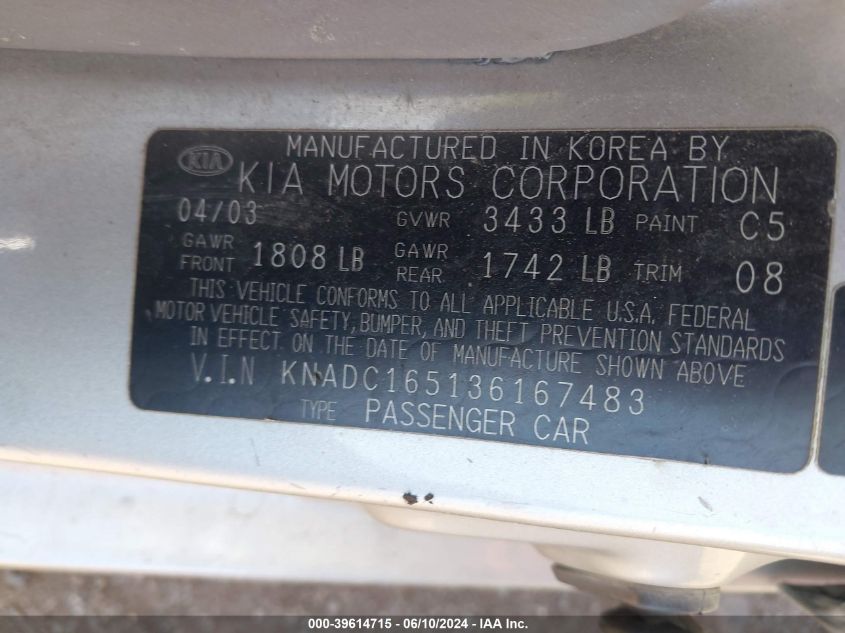 KIA
MANUFACTURED IN KOREA BY
KIA MOTORS CORPORATION
04/03 GVWR 3433 LB PAINT C5
GAWR FRONT 1808 LB GAWR REAR 1742 LB TRIM 08
THIS VEHICLE CONFORMS TO ALL APPLICABLE U.S.A. FEDERAL
MOTOR VEHICLE SAFETY, BUMPER, AND THEFT PREVENTION STANDARDS
IN EFFECT ON THE DATE OF MANUFACTURE SHOWN ABOVE
V.I.N KNADC165136167483
TYPE PASSENGER CAR
000-39614715 - 06/10/2024 - IAA Inc.